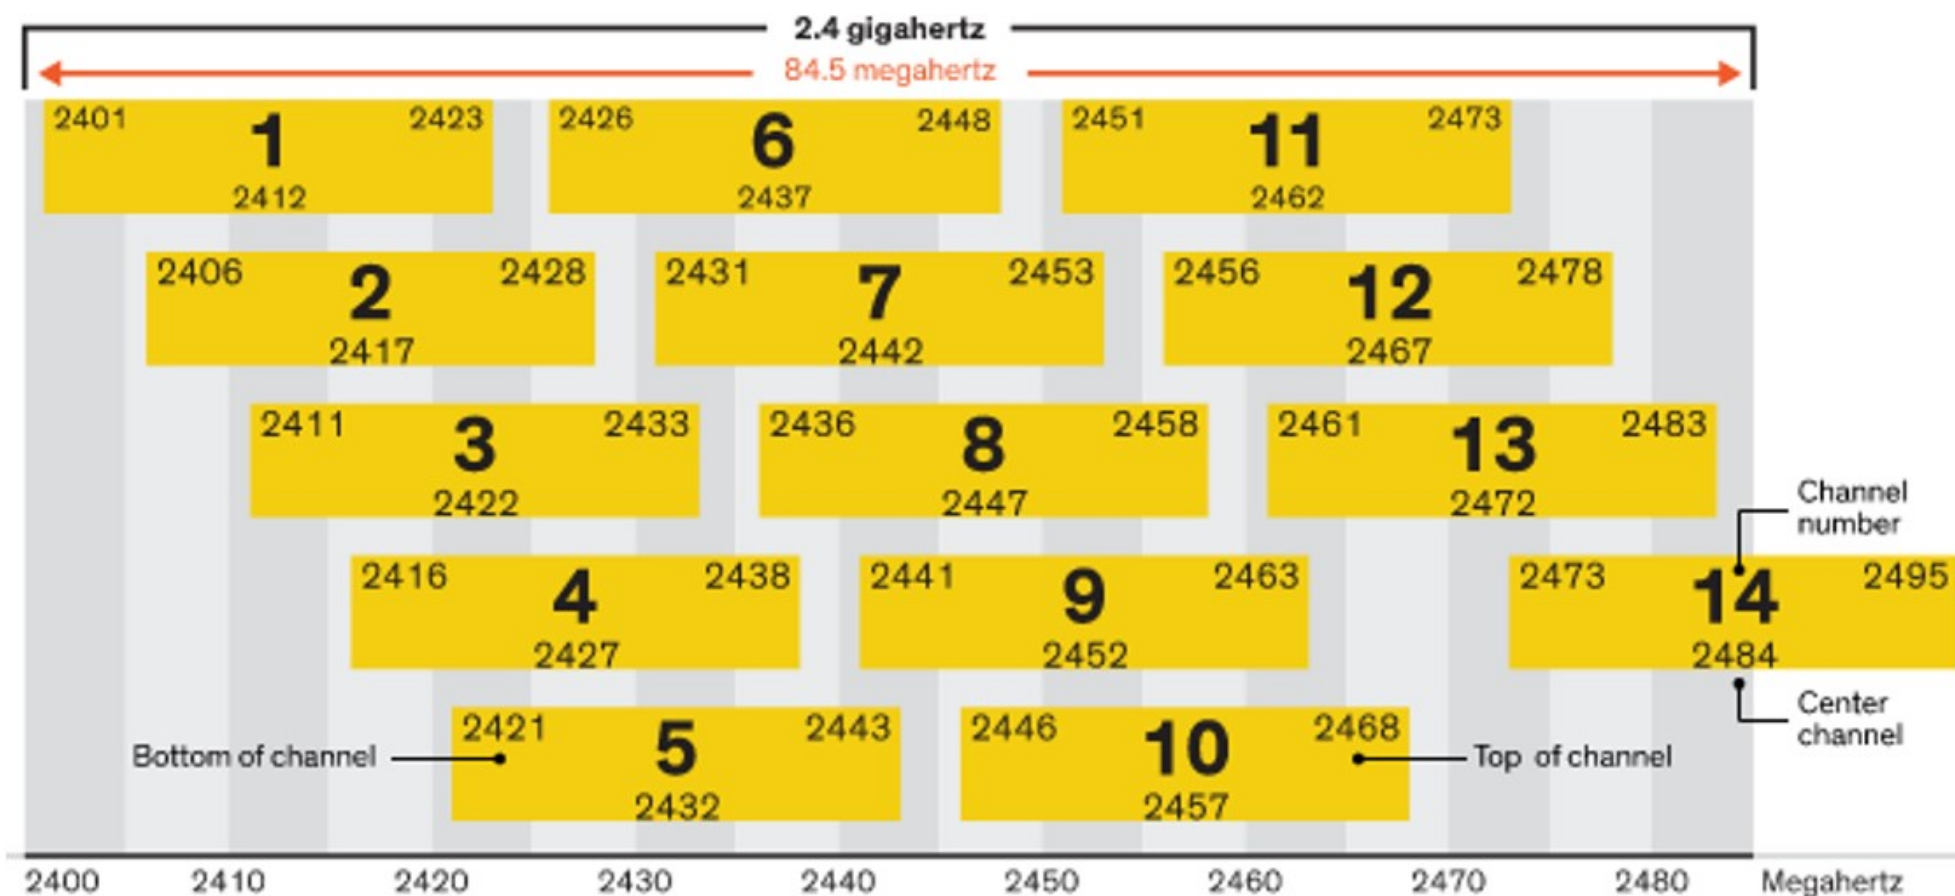 2.4 gigahertz
84.5 megahertz
2401 1 2423 2426 6 2448 2451 11 2473
2412 2437 2462
2406 2 2428 2431 7 2453 2456 12 2478
2417 2442 2467
2411 3 2433 2436 8 2458 2461 13 2483
2422 2447 2472
Channel
number
2416 4 2438 2441 9 2463 2473 14 2495
2427 2452 2484
Center
channel
2421 5 2443 2446 10 2468
Bottom of channel
Top of channel
2432 2457
2400 2410 2420 2430 2440 2450 2460 2470 2480 Megahertz